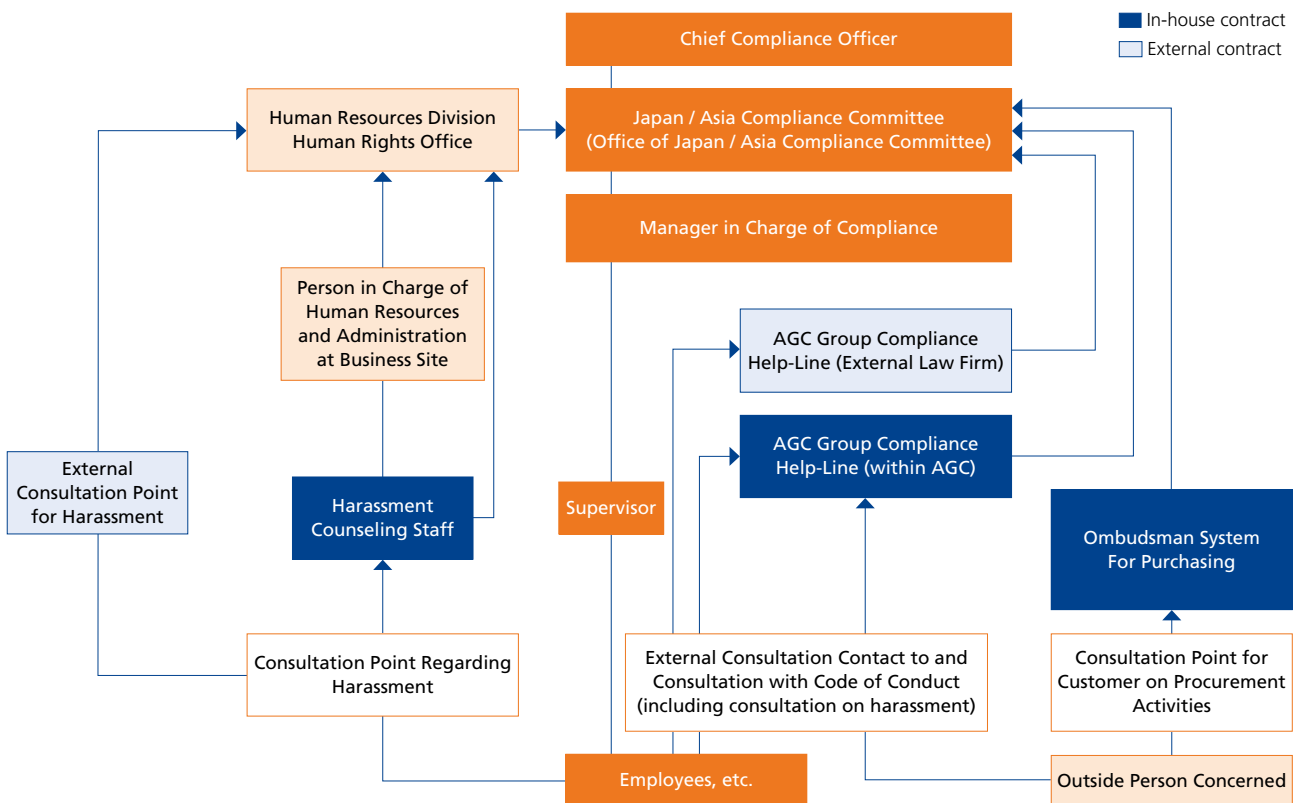 In-house contract
External contract
Chief Compliance Officer
Human Resources Division
Human Rights Office
Japan / Asia Compliance Committee
(Office of Japan / Asia Compliance Committee)
Manager in Charge of Compliance
Person in Charge of
Human Resources
and Administration
at Business Site
AGC Group Compliance
Help-Line (External Law Firm)
AGC Group Compliance
Help-Line (within AGC)
External
Consultation Point
for Harassment
Harassment
Counseling Staff
Supervisor
Ombudsman System
For Purchasing
Consultation Point Regarding
Harassment
External Consultation Contact to and
Consultation with Code of Conduct
(including consultation on harassment)
Consultation Point for
Customer on Procurement
Activities
Employees, etc.
Outside Person Concerned